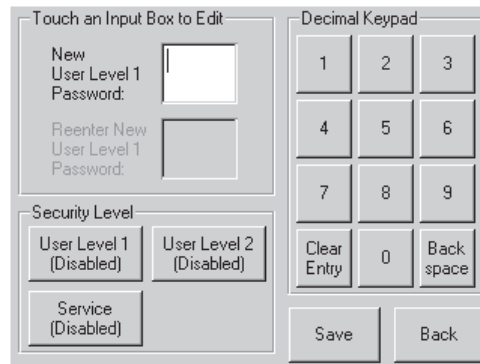 Touch an Input Box to Edit
New
User Level 1
Password:
Reenter New
User Level 1
Password:
Security Level
User Level 1
(Disabled)
User Level 2
(Disabled)
Service
(Disabled)
Decimal Keypad
1 2 3
4 5 6
7 8 9
Clear
Entry
0
Back
space
Save
Back